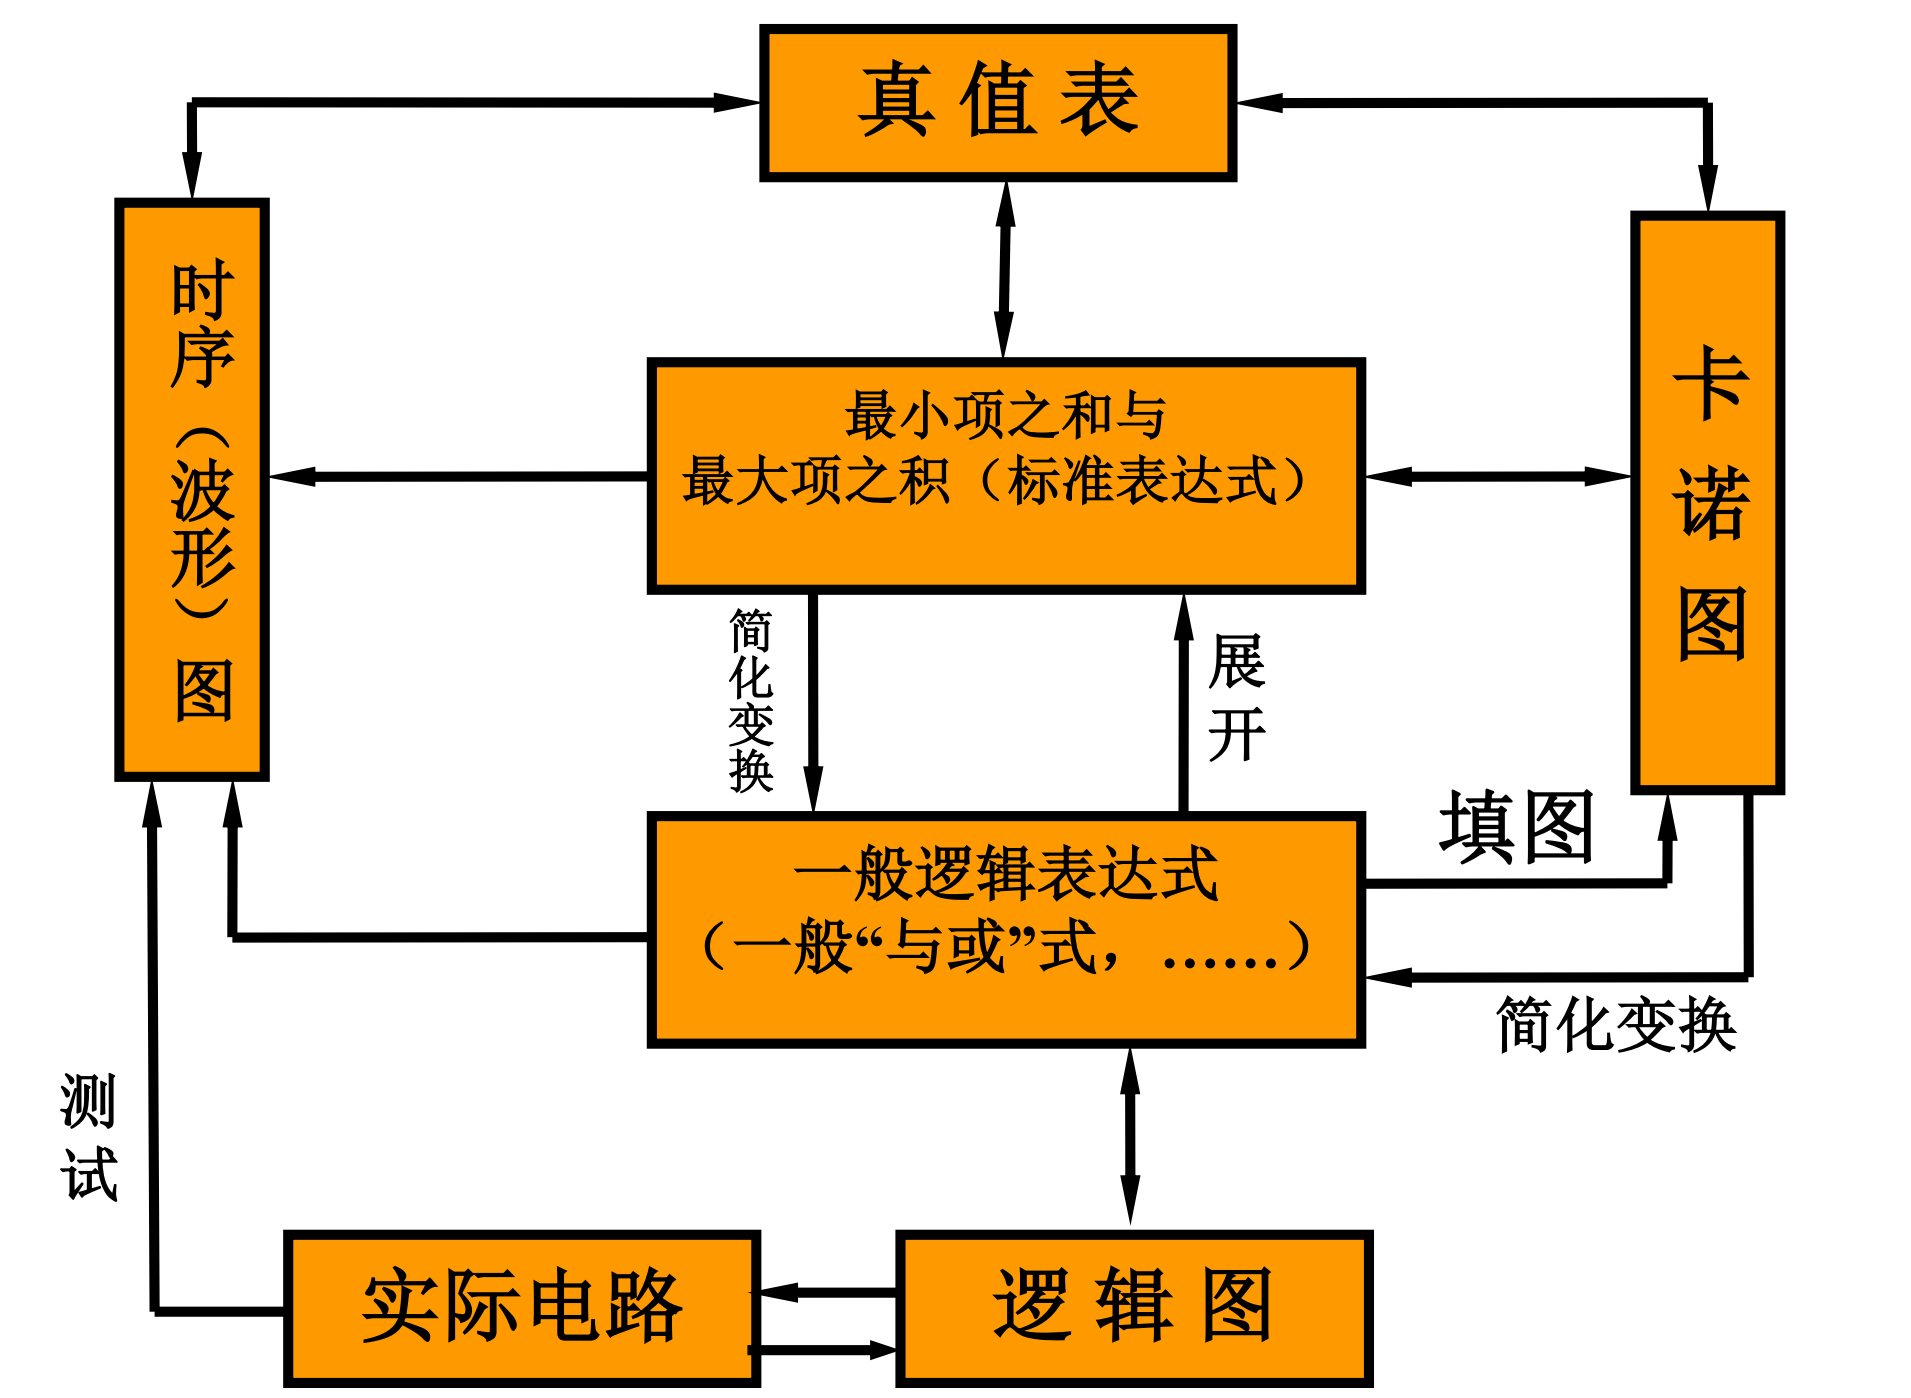 真值表
时序（波形）图
最小项之和与
最大项之积（标准表达式）
卡诺图
简化变换
展开
填图
一般逻辑表达式
（一般“与或”式，……）
简化变换
测试
实际电路
逻辑图